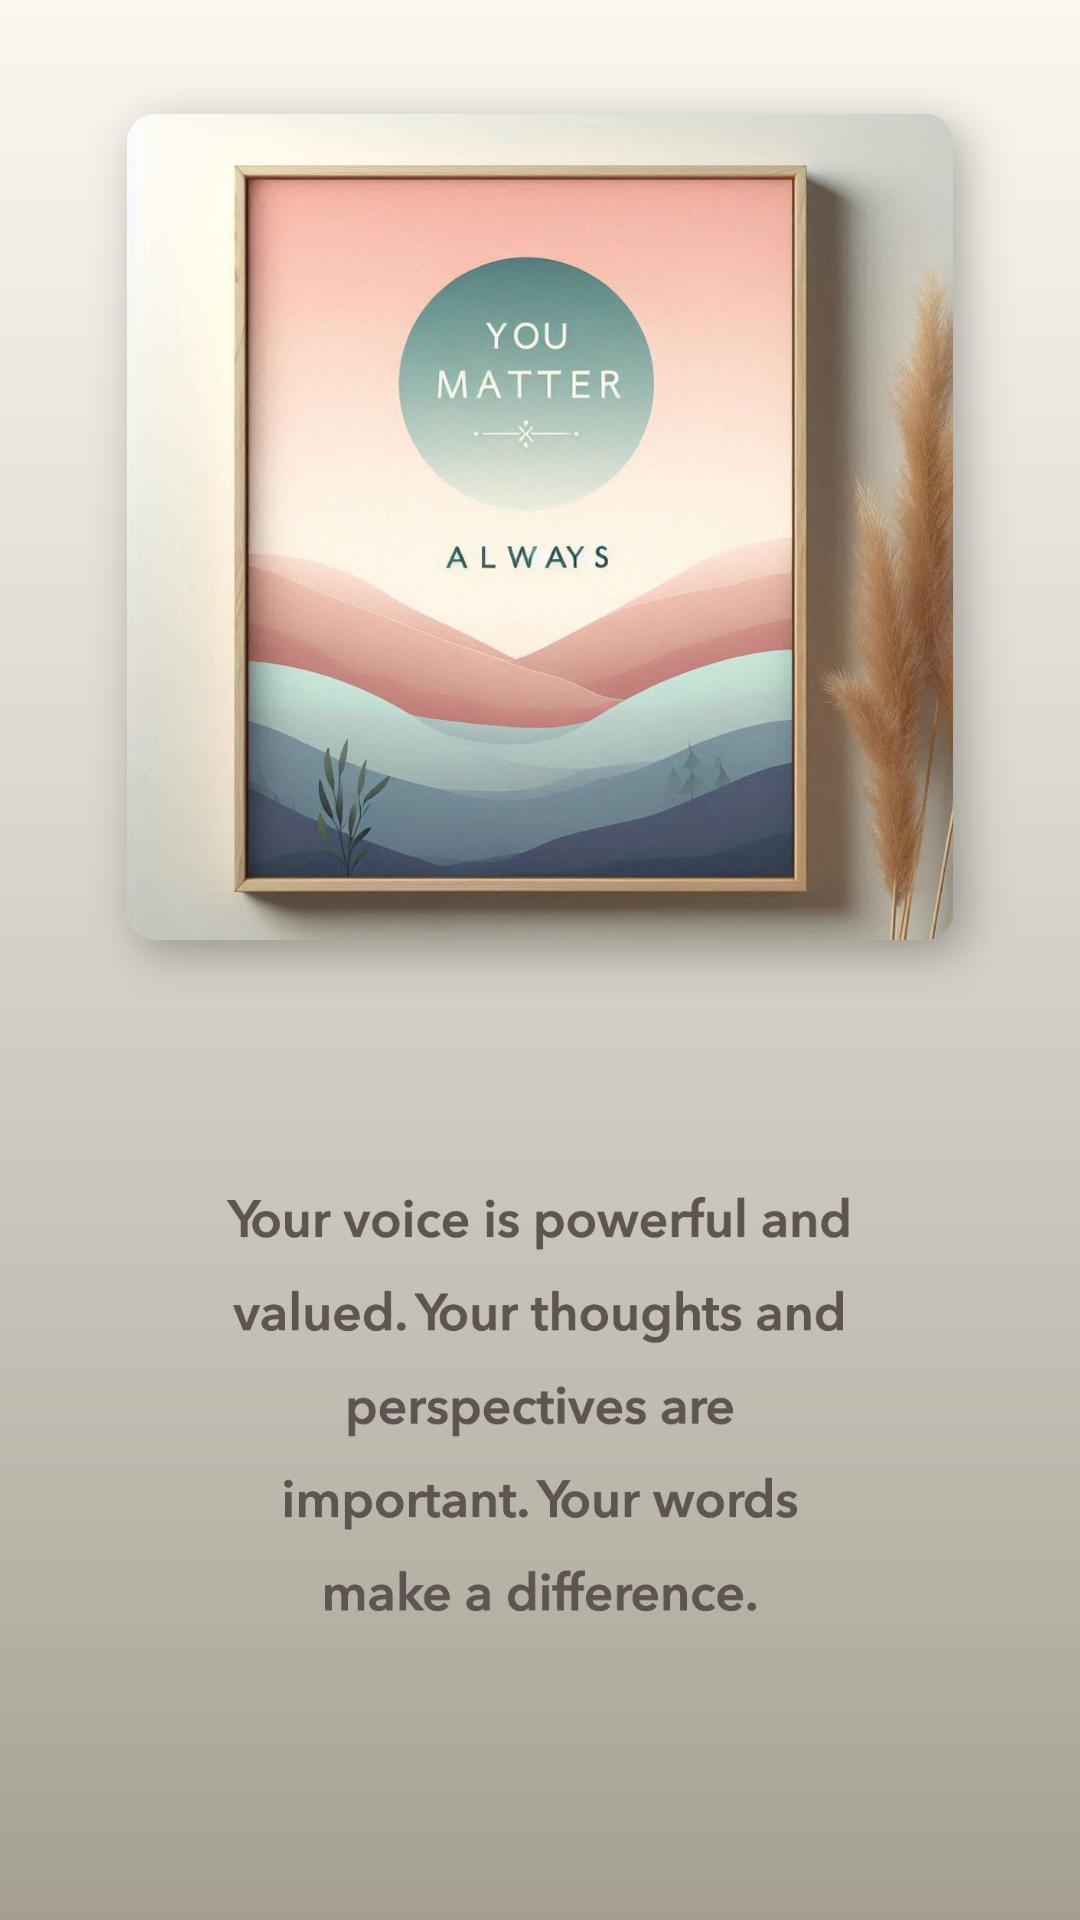 YOU
MATTER
ALWAYS
Your voice is powerful and
valued. Your thoughts and
perspectives are
important. Your words
make a difference.